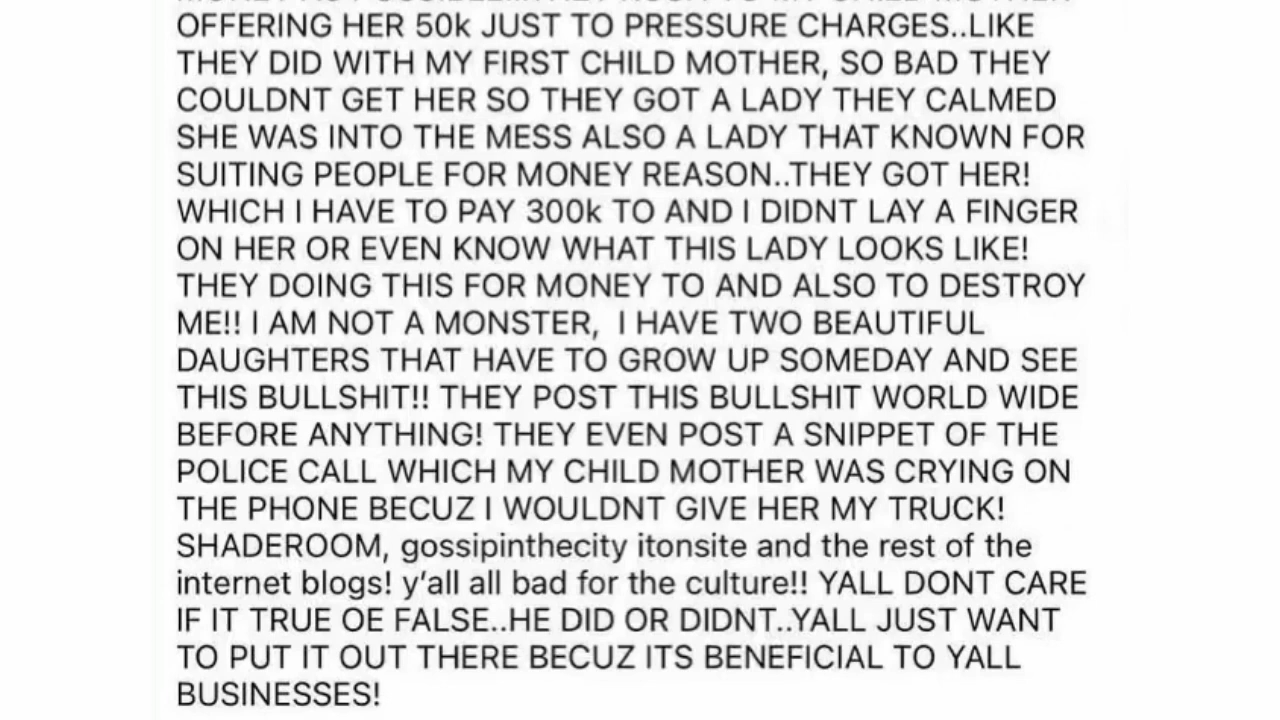 OFFERING HER 50k JUST TO PRESSURE CHARGES..LIKE
THEY DID WITH MY FIRST CHILD MOTHER, SO BAD THEY
COULDNT GET HER SO THEY GOT A LADY THEY CALMED
SHE WAS INTO THE MESS ALSO A LADY THAT KNOWN FOR
SUITING PEOPLE FOR MONEY REASON..THEY GOT HER!
WHICH I HAVE TO PAY 300k TO AND I DIDNT LAY A FINGER
ON HER OR EVEN KNOW WHAT THIS LADY LOOKS LIKE!
THEY DOING THIS FOR MONEY TO AND ALSO TO DESTROY
ME!! I AM NOT A MONSTER, I HAVE TWO BEAUTIFUL
DAUGHTERS THAT HAVE TO GROW UP SOMEDAY AND SEE
THIS BULLSHIT!! THEY POST THIS BULLSHIT WORLD WIDE
BEFORE ANYTHING! THEY EVEN POST A SNIPPET OF THE
POLICE CALL WHICH MY CHILD MOTHER WAS CRYING ON
THE PHONE BECUZ I WOULDNT GIVE HER MY TRUCK!
SHADEROOM, gossipinthecity itonsite and the rest of the
internet blogs! y’all all bad for the culture!! YALL DONT CARE
IF IT TRUE OE FALSE..HE DID OR DIDNT..YALL JUST WANT
TO PUT IT OUT THERE BECUZ ITS BENEFICIAL TO YALL
BUSINESSES!